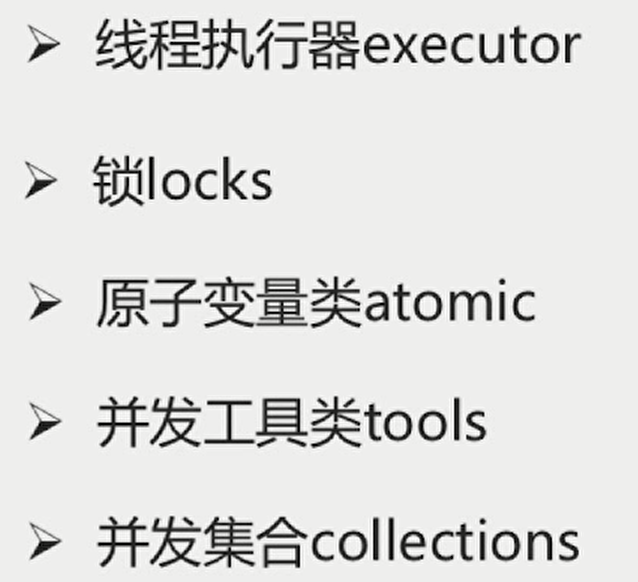 ➢ 线程执行器executor
➢ 锁locks
➢ 原子变量类atomic
➢ 并发工具类tools
➢ 并发集合collections